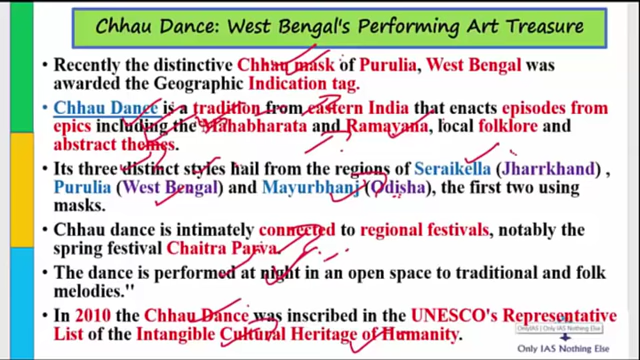 Chhau Dance: West Bengal's Performing Art Treasure
Recently the distinctive Chhau mask of Purulia, West Bengal was
awarded the Geographic Indication tag.
Chhau Dance is a tradition from eastern India that enacts episodes from
epics including the Mahabharata and Ramayana, local folklore and
abstract themes.
Its three distinct styles hail from the regions of Seraikella (Jharrkhand) ,
Purulia (West Bengal) and Mayurbhanj (Odisha), the first two using
masks.
Chhau dance is intimately connected to regional festivals, notably the
spring festival Chaitra Parva.
The dance is performed at night in an open space to traditional and folk
melodies."
In 2010 the Chhau Dance was inscribed in the UNESCO's Representative
List of the Intangible Cultural Heritage of Humanity.
OnlyIAS | Only IAS Nothing Else
Only IAS Nothing Else